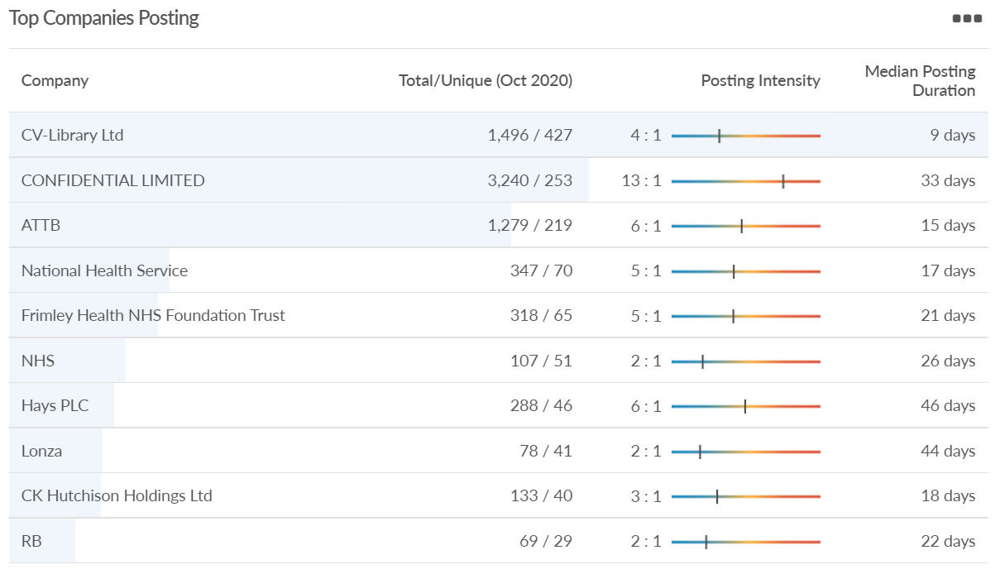 Top Companies Posting
Company Total/Unique (Oct 2020) Posting Intensity Median Posting Duration
CV-Library Ltd 1,496 / 427 4 : 1 9 days
CONFIDENTIAL LIMITED 3,240 / 253 13 : 1 33 days
ATTB 1,279 / 219 6 : 1 15 days
National Health Service 347 / 70 5 : 1 17 days
Frimley Health NHS Foundation Trust 318 / 65 5 : 1 21 days
NHS 107 / 51 2 : 1 26 days
Hays PLC 288 / 46 6 : 1 46 days
Lonza 78 / 41 2 : 1 44 days
CK Hutchison Holdings Ltd 133 / 40 3 : 1 18 days
RB 69 / 29 2 : 1 22 days